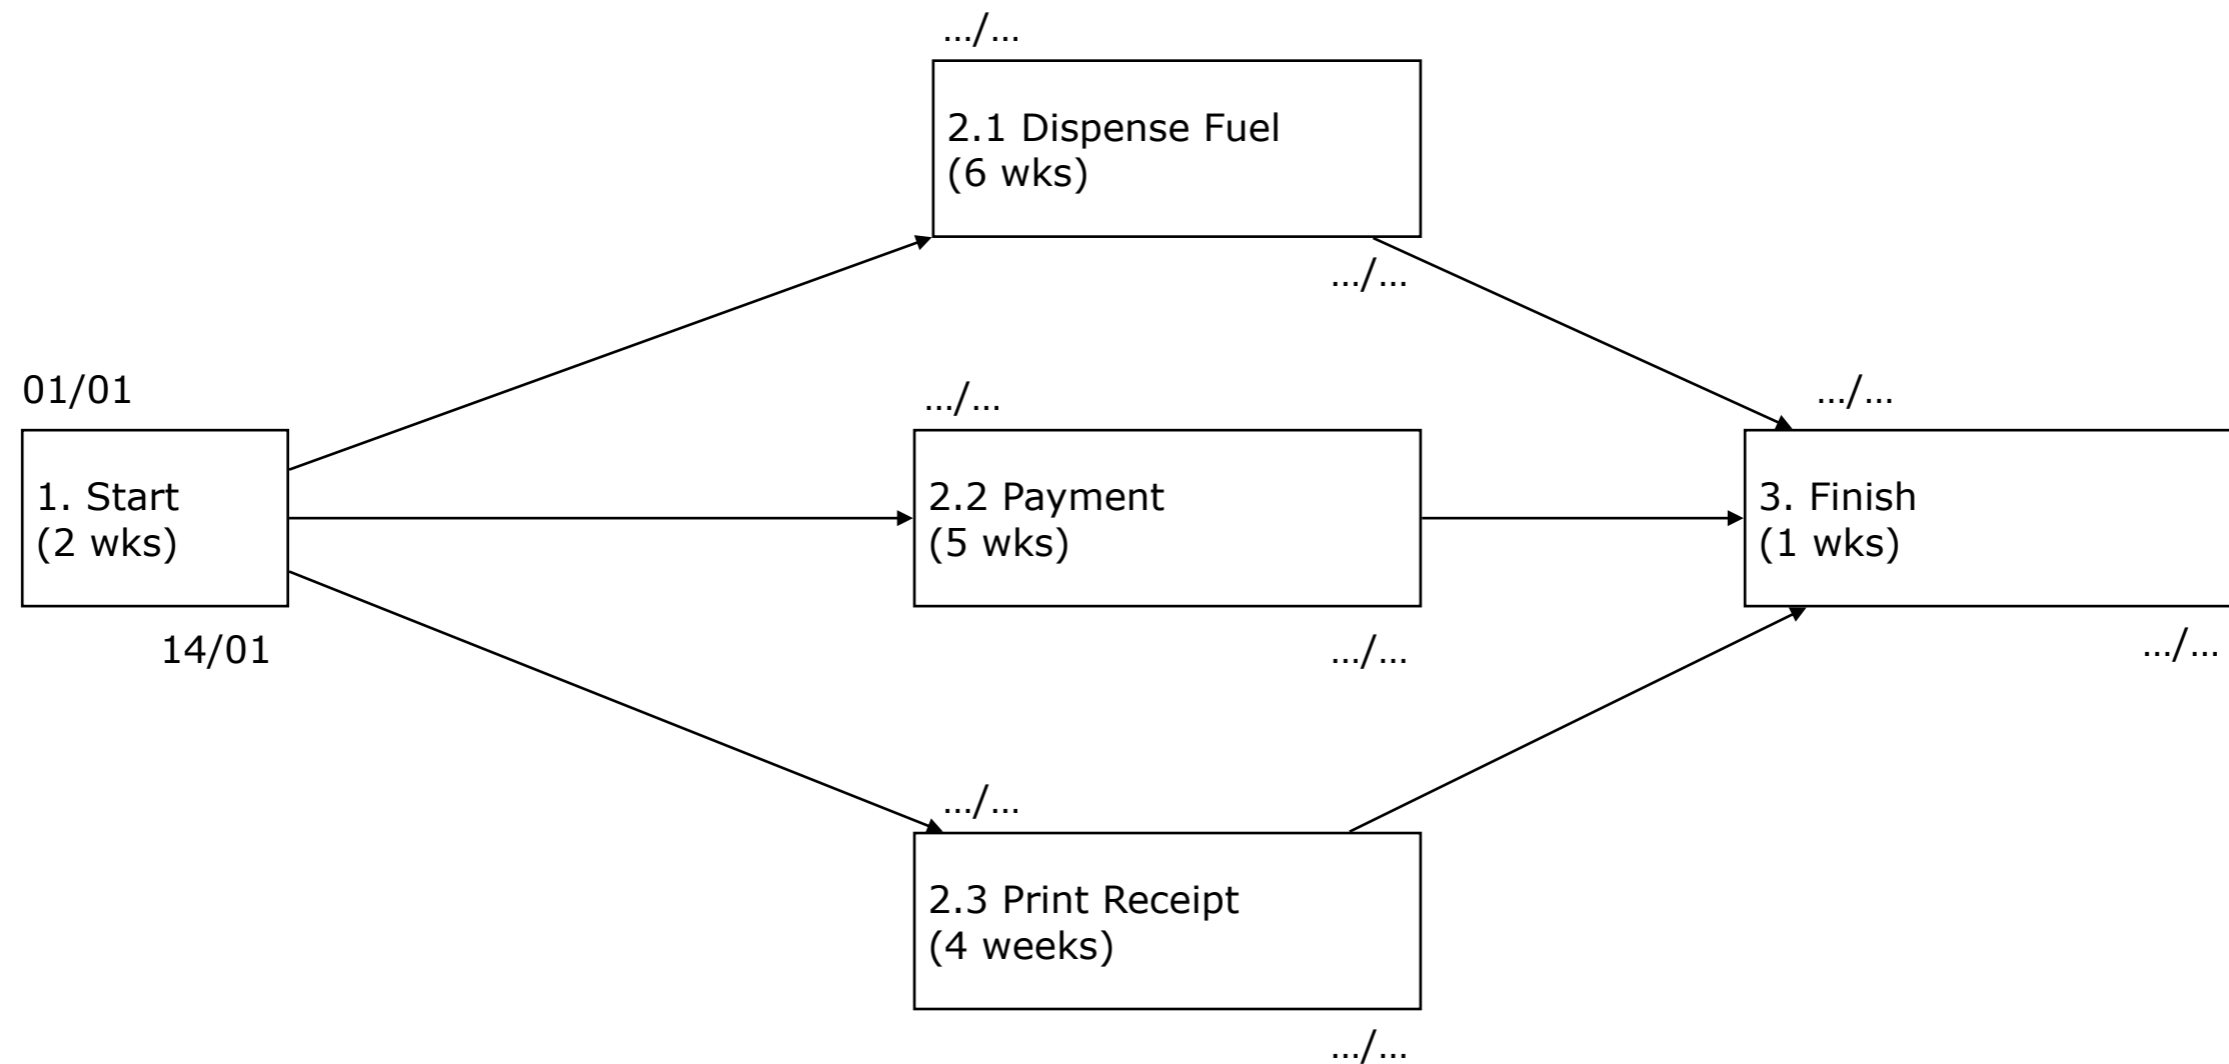 …/…
2.1 Dispense Fuel
(6 wks)
…/…
01/01
1. Start
(2 wks)
14/01
…/…
2.2 Payment
(5 wks)
…/…
…/…
2.3 Print Receipt
(4 weeks)
…/…
…/…
3. Finish
(1 wks)
…/…